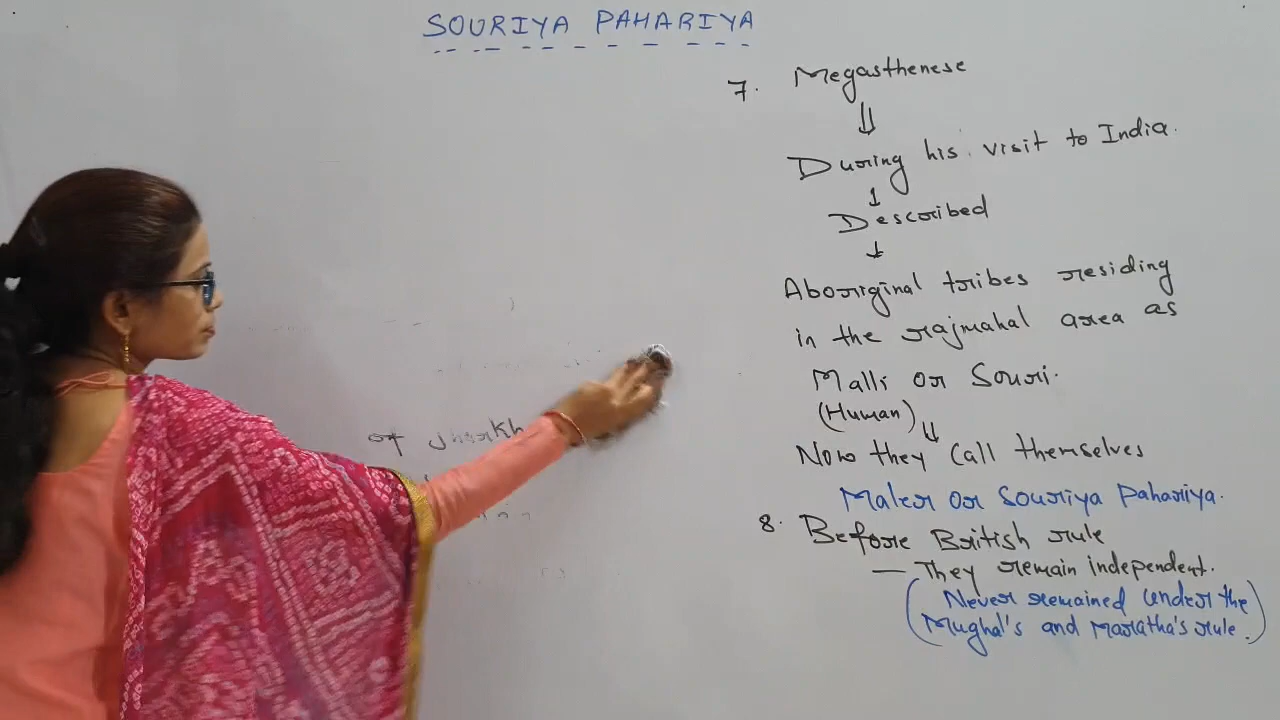 SOURIYA PAHARIYA
7. Megasthenese
⇓
During his visit to India.
↓
Described
↓
Aboriginal tribes residing
in the rajmahal area as
Malli or Souri.
(Human) ⇓
Now they Call themselves
Maler or Souriya Pahariya.
8. Before British rule
— They remain independent.
(Never remained under the
Mughal's and Maratha's rule.)
of Jharkh